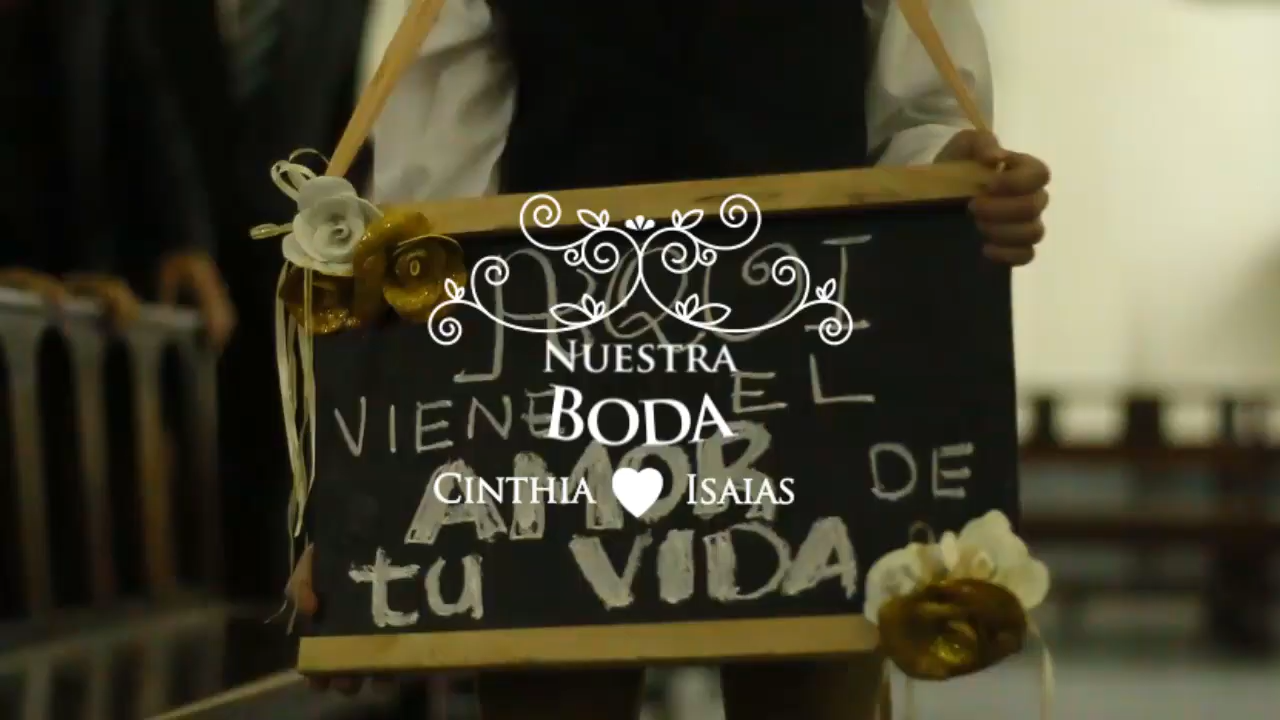 AQUI
VIENE EL
AMOR DE
tu VIDA
NUESTRA
BODA
CINTHIA ISAIAS